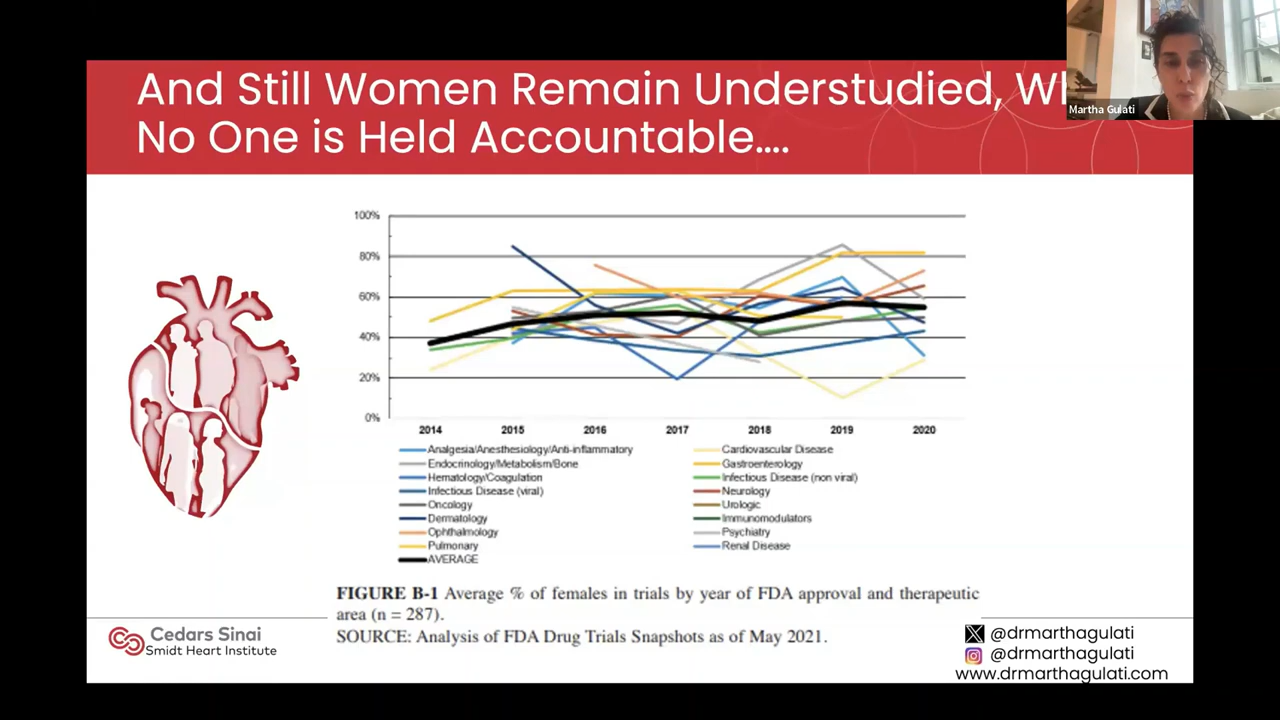 And Still Women Remain Understudied,
No One is Held Accountable....
Martha Gulati
100%
80%
60%
40%
20%
0%
2014 2015 2016 2017 2018 2019 2020
Analgesia/Anesthesiology/Anti-inflammatory
Endocrinology/Metabolism/Bone
Hematology/Coagulation
Infectious Disease (viral)
Oncology
Dermatology
Ophthalmology
Pulmonary
AVERAGE
Cardiovascular Disease
Gastroenterology
Infectious Disease (non viral)
Neurology
Urologic
Immunomodulators
Psychiatry
Renal Disease
FIGURE B-1 Average % of females in trials by year of FDA approval and therapeutic
area (n = 287).
SOURCE: Analysis of FDA Drug Trials Snapshots as of May 2021.
Cedars Sinai
Smidt Heart Institute
@drmarthagulati
@drmarthagulati
www.drmarthagulati.com